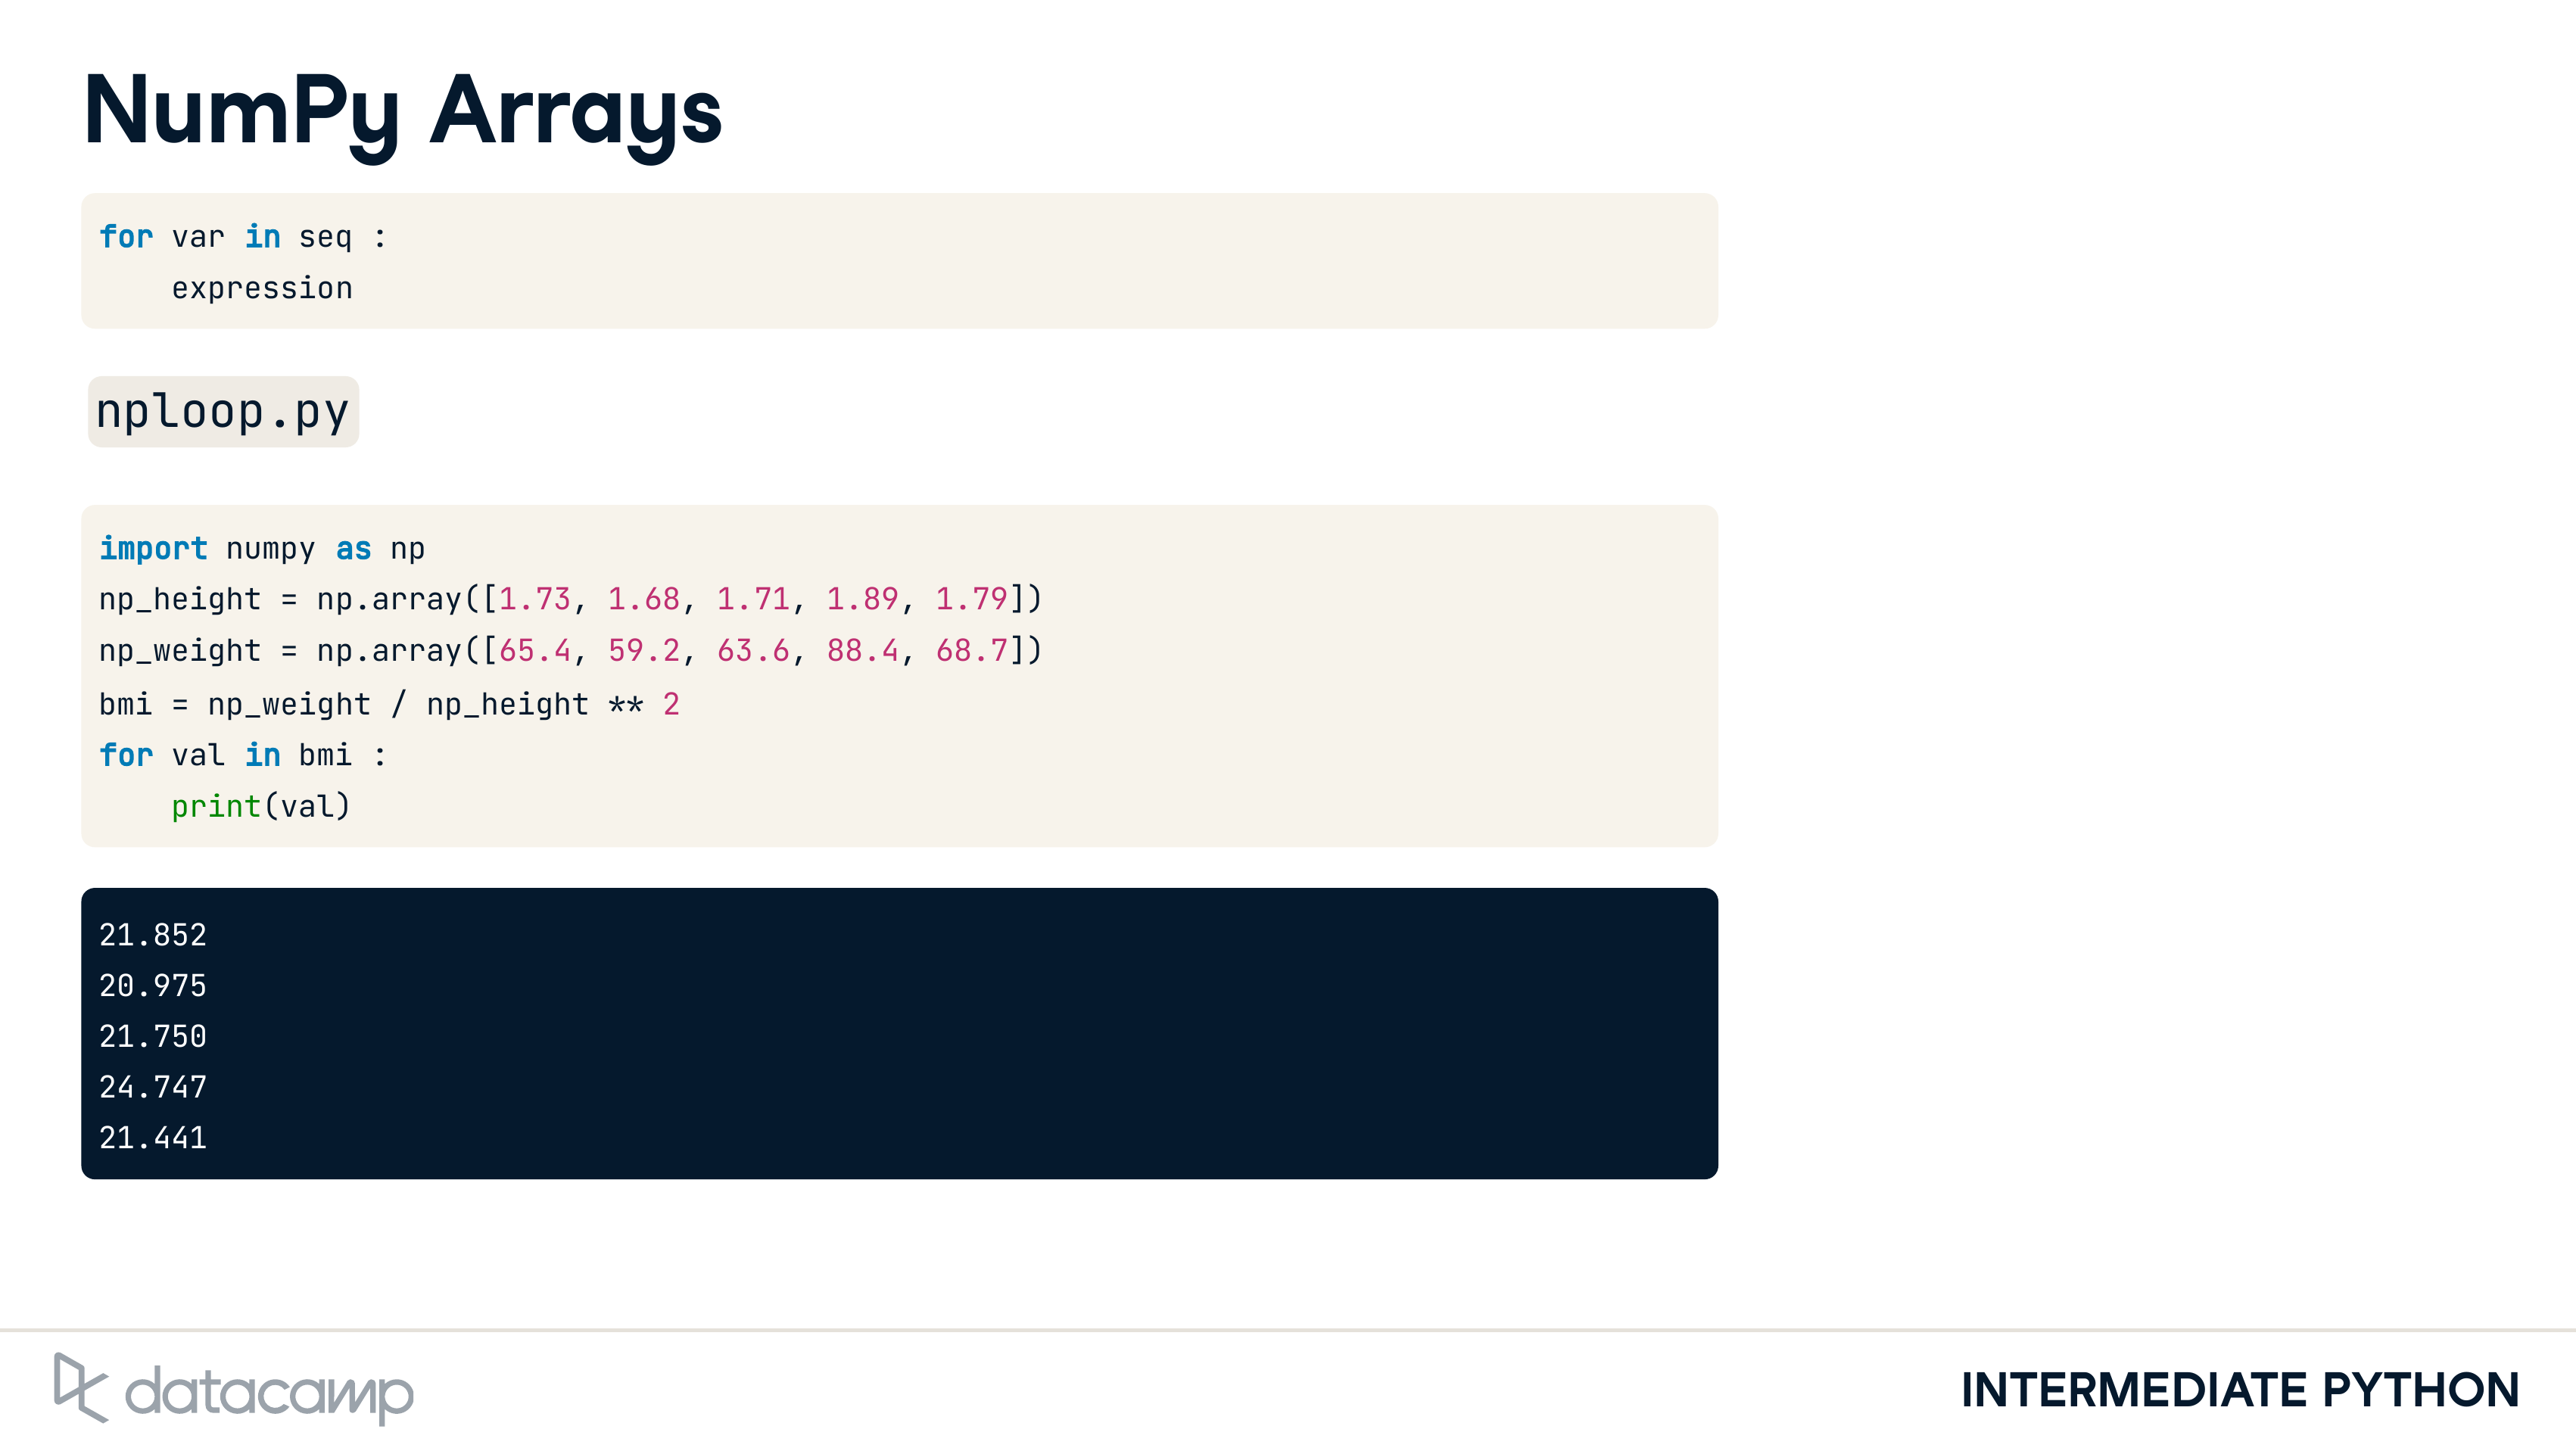 NumPy Arrays
for var in seq :
    expression
nploop.py
import numpy as np
np_height = np.array([1.73, 1.68, 1.71, 1.89, 1.79])
np_weight = np.array([65.4, 59.2, 63.6, 88.4, 68.7])
bmi = np_weight / np_height ** 2
for val in bmi :
    print(val)
21.852
20.975
21.750
24.747
21.441
datacamp
INTERMEDIATE PYTHON